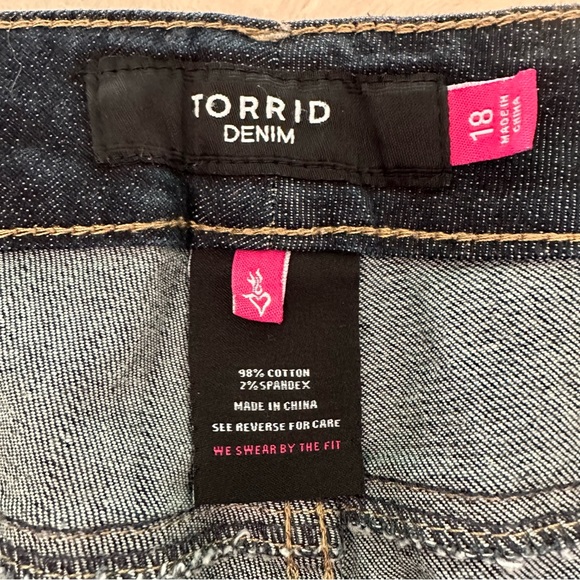 TORRID
DENIM
18
MADE IN
CHINA
98% COTTON
2% SPANDEX
MADE IN CHINA
SEE REVERSE FOR CARE
WE SWEAR BY THE FIT